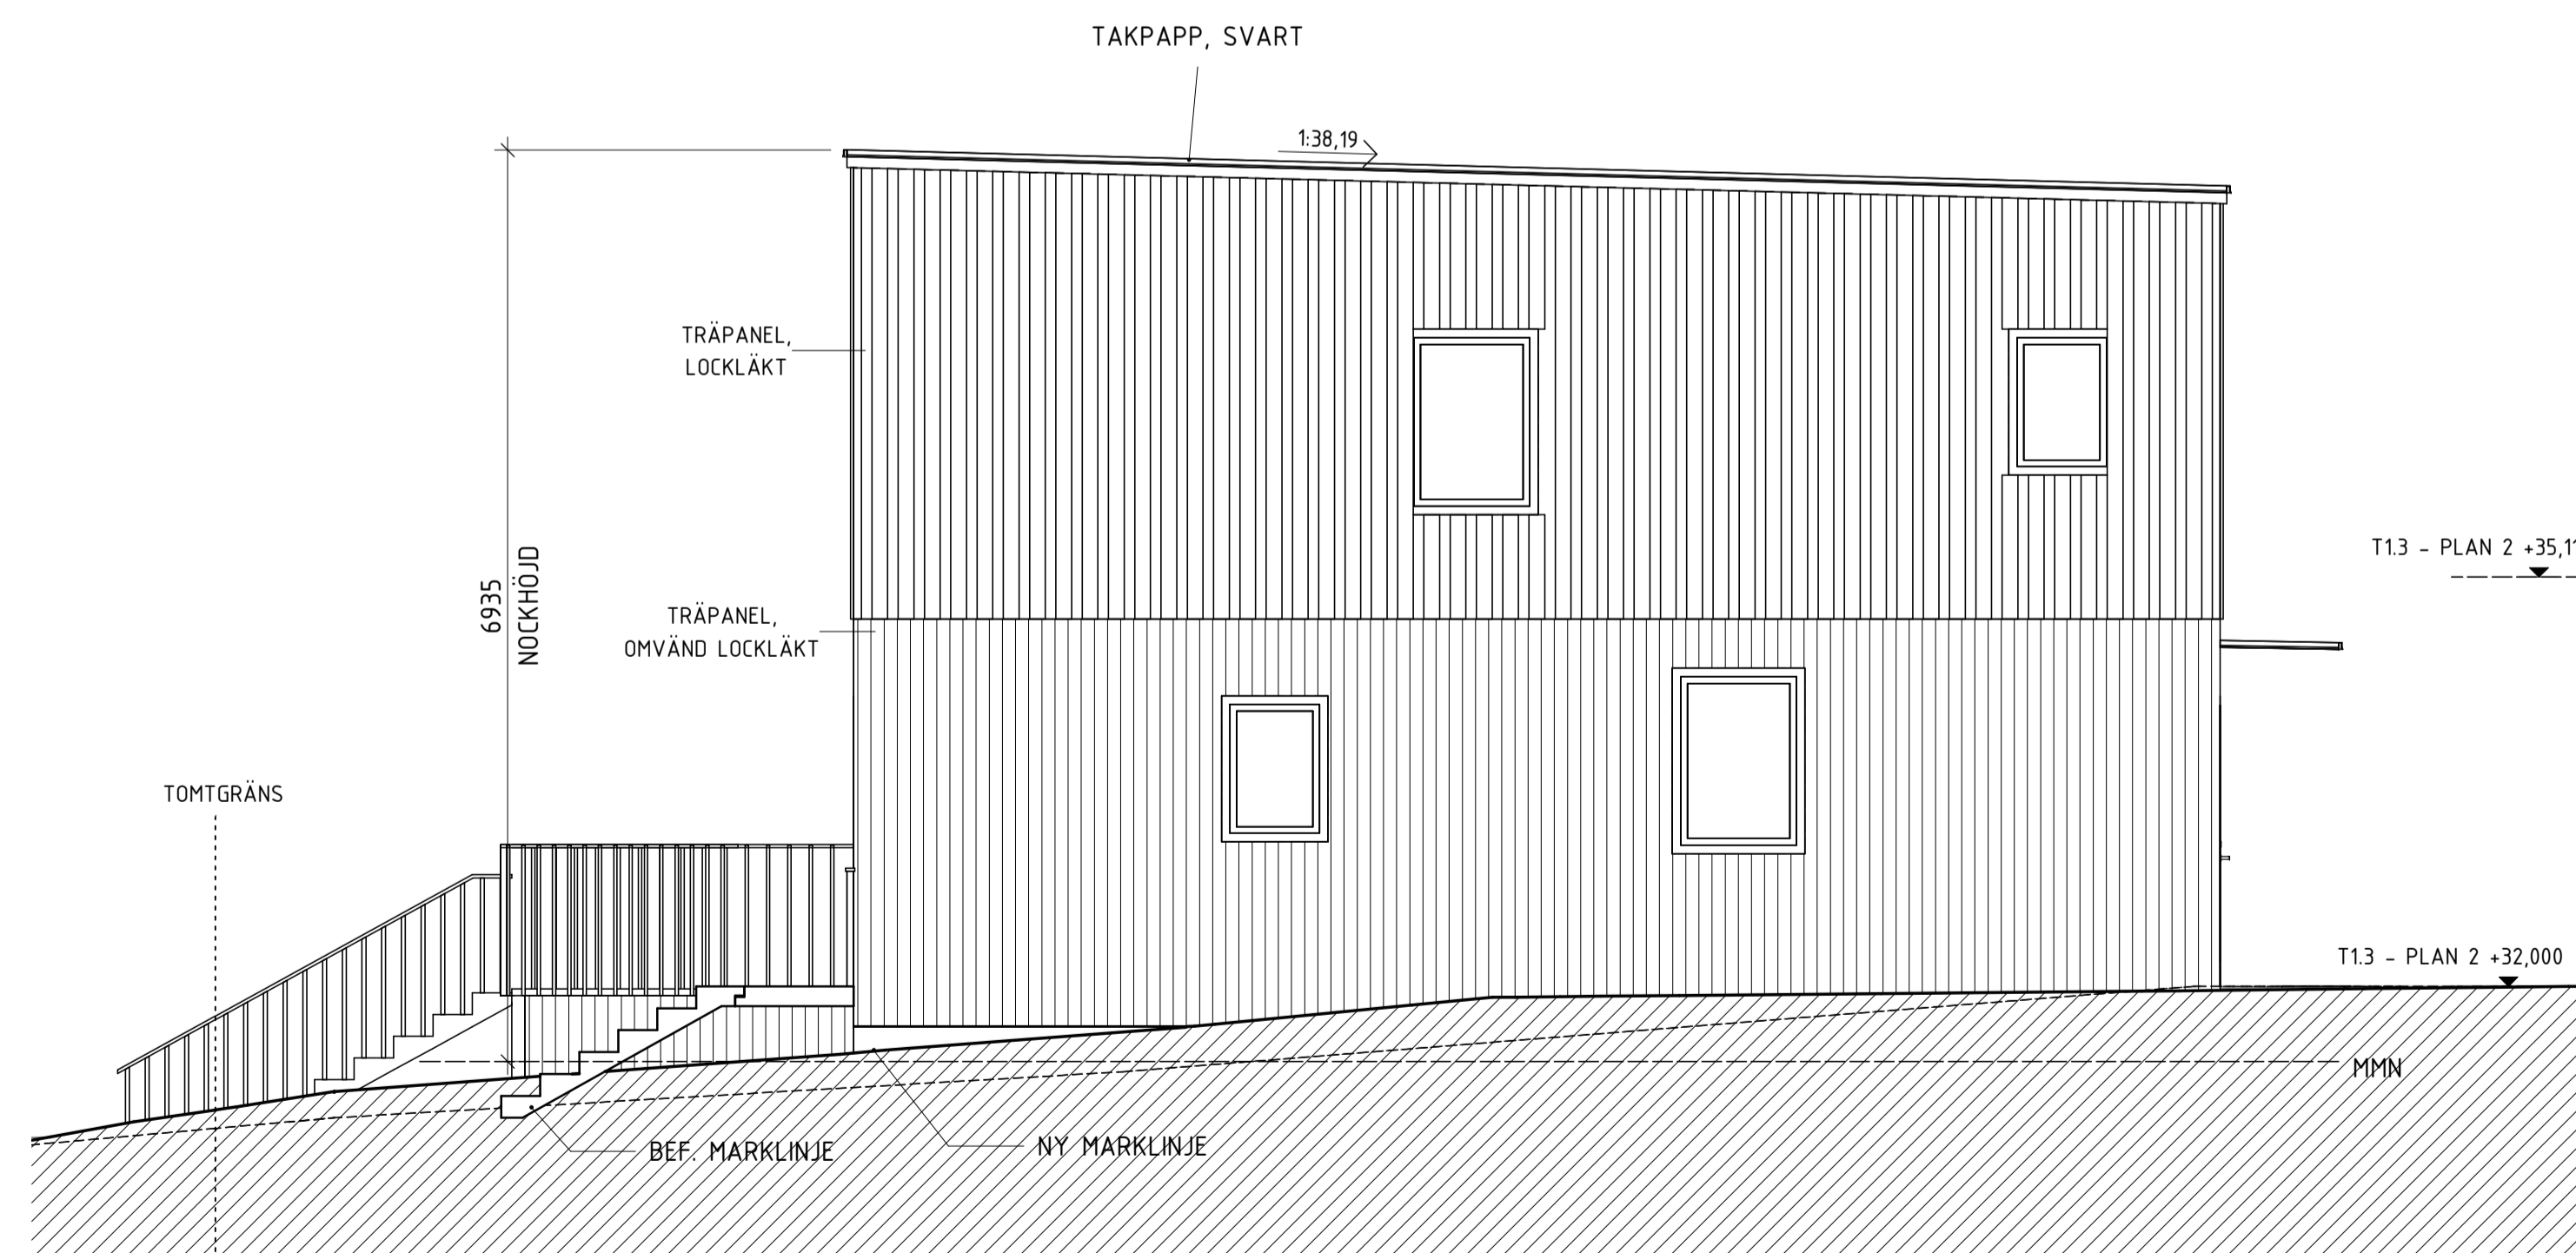 TAKPAPP, SVART
1:38,19
TRÄPANEL,
LOCKLÄKT
T1.3 - PLAN 2 +35,11
6935
NOCKHÖJD
TRÄPANEL,
OMVÄND LOCKLÄKT
TOMTGRÄNS
T1.3 - PLAN 2 +32,000
MMN
BEF. MARKLINJE
NY MARKLINJE